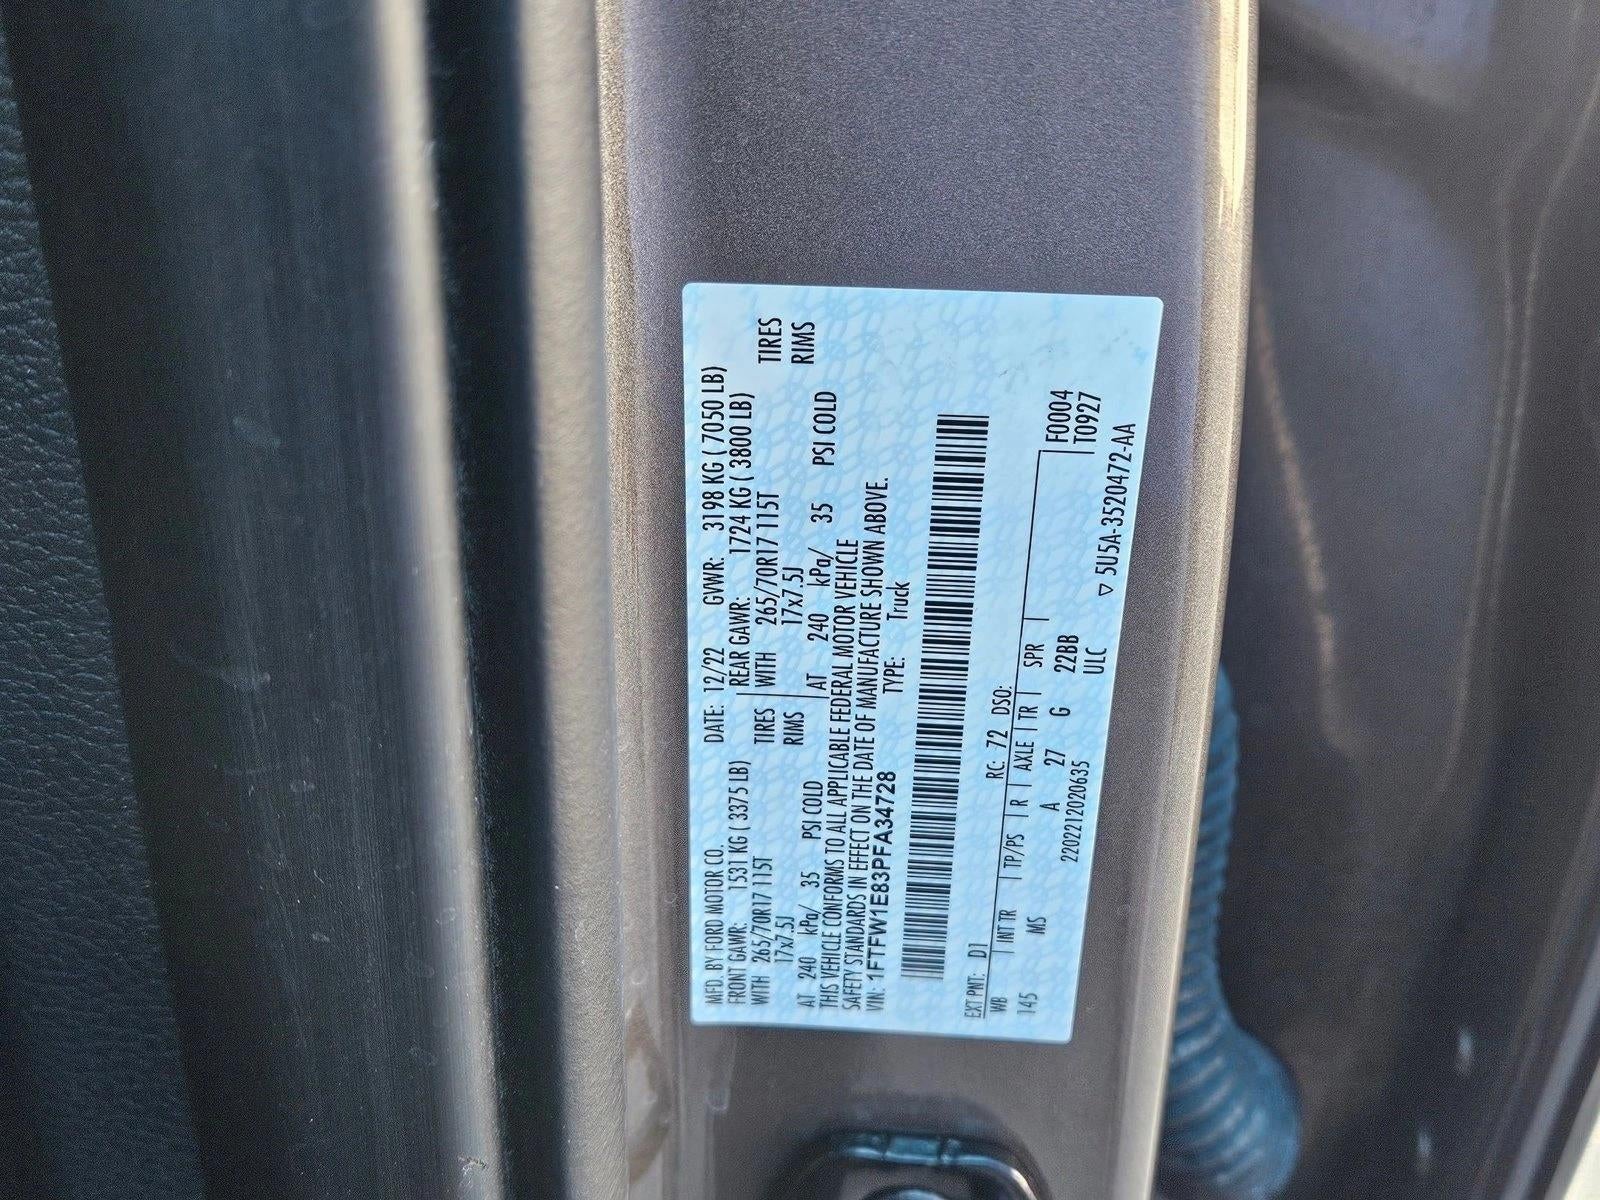 MFD. BY FORD MOTOR CO. DATE: 12/22 GVWR: 3198 KG ( 7050 LB)
FRONT GAWR: 1531 KG ( 3375 LB) REAR GAWR: 1724 KG ( 3800 LB)
WITH 265/70R17 115T TIRES WITH 265/70R17 115T TIRES
17x7.5J RIMS 17x7.5J RIMS
AT 240 kPa/ 35 PSI COLD AT 240 kPa/ 35 PSI COLD
THIS VEHICLE CONFORMS TO ALL APPLICABLE FEDERAL MOTOR VEHICLE
SAFETY STANDARDS IN EFFECT ON THE DATE OF MANUFACTURE SHOWN ABOVE.
VIN: 1FTFW1E83PFA34728 TYPE: Truck
EXT PNT: D1 RC: 72 DSO: F0004
WB INT TR TP/PS R AXLE TR SPR T0927
145 MS A 27 G 22BB
2202212020635 ULC 5U5A-3520472-AA